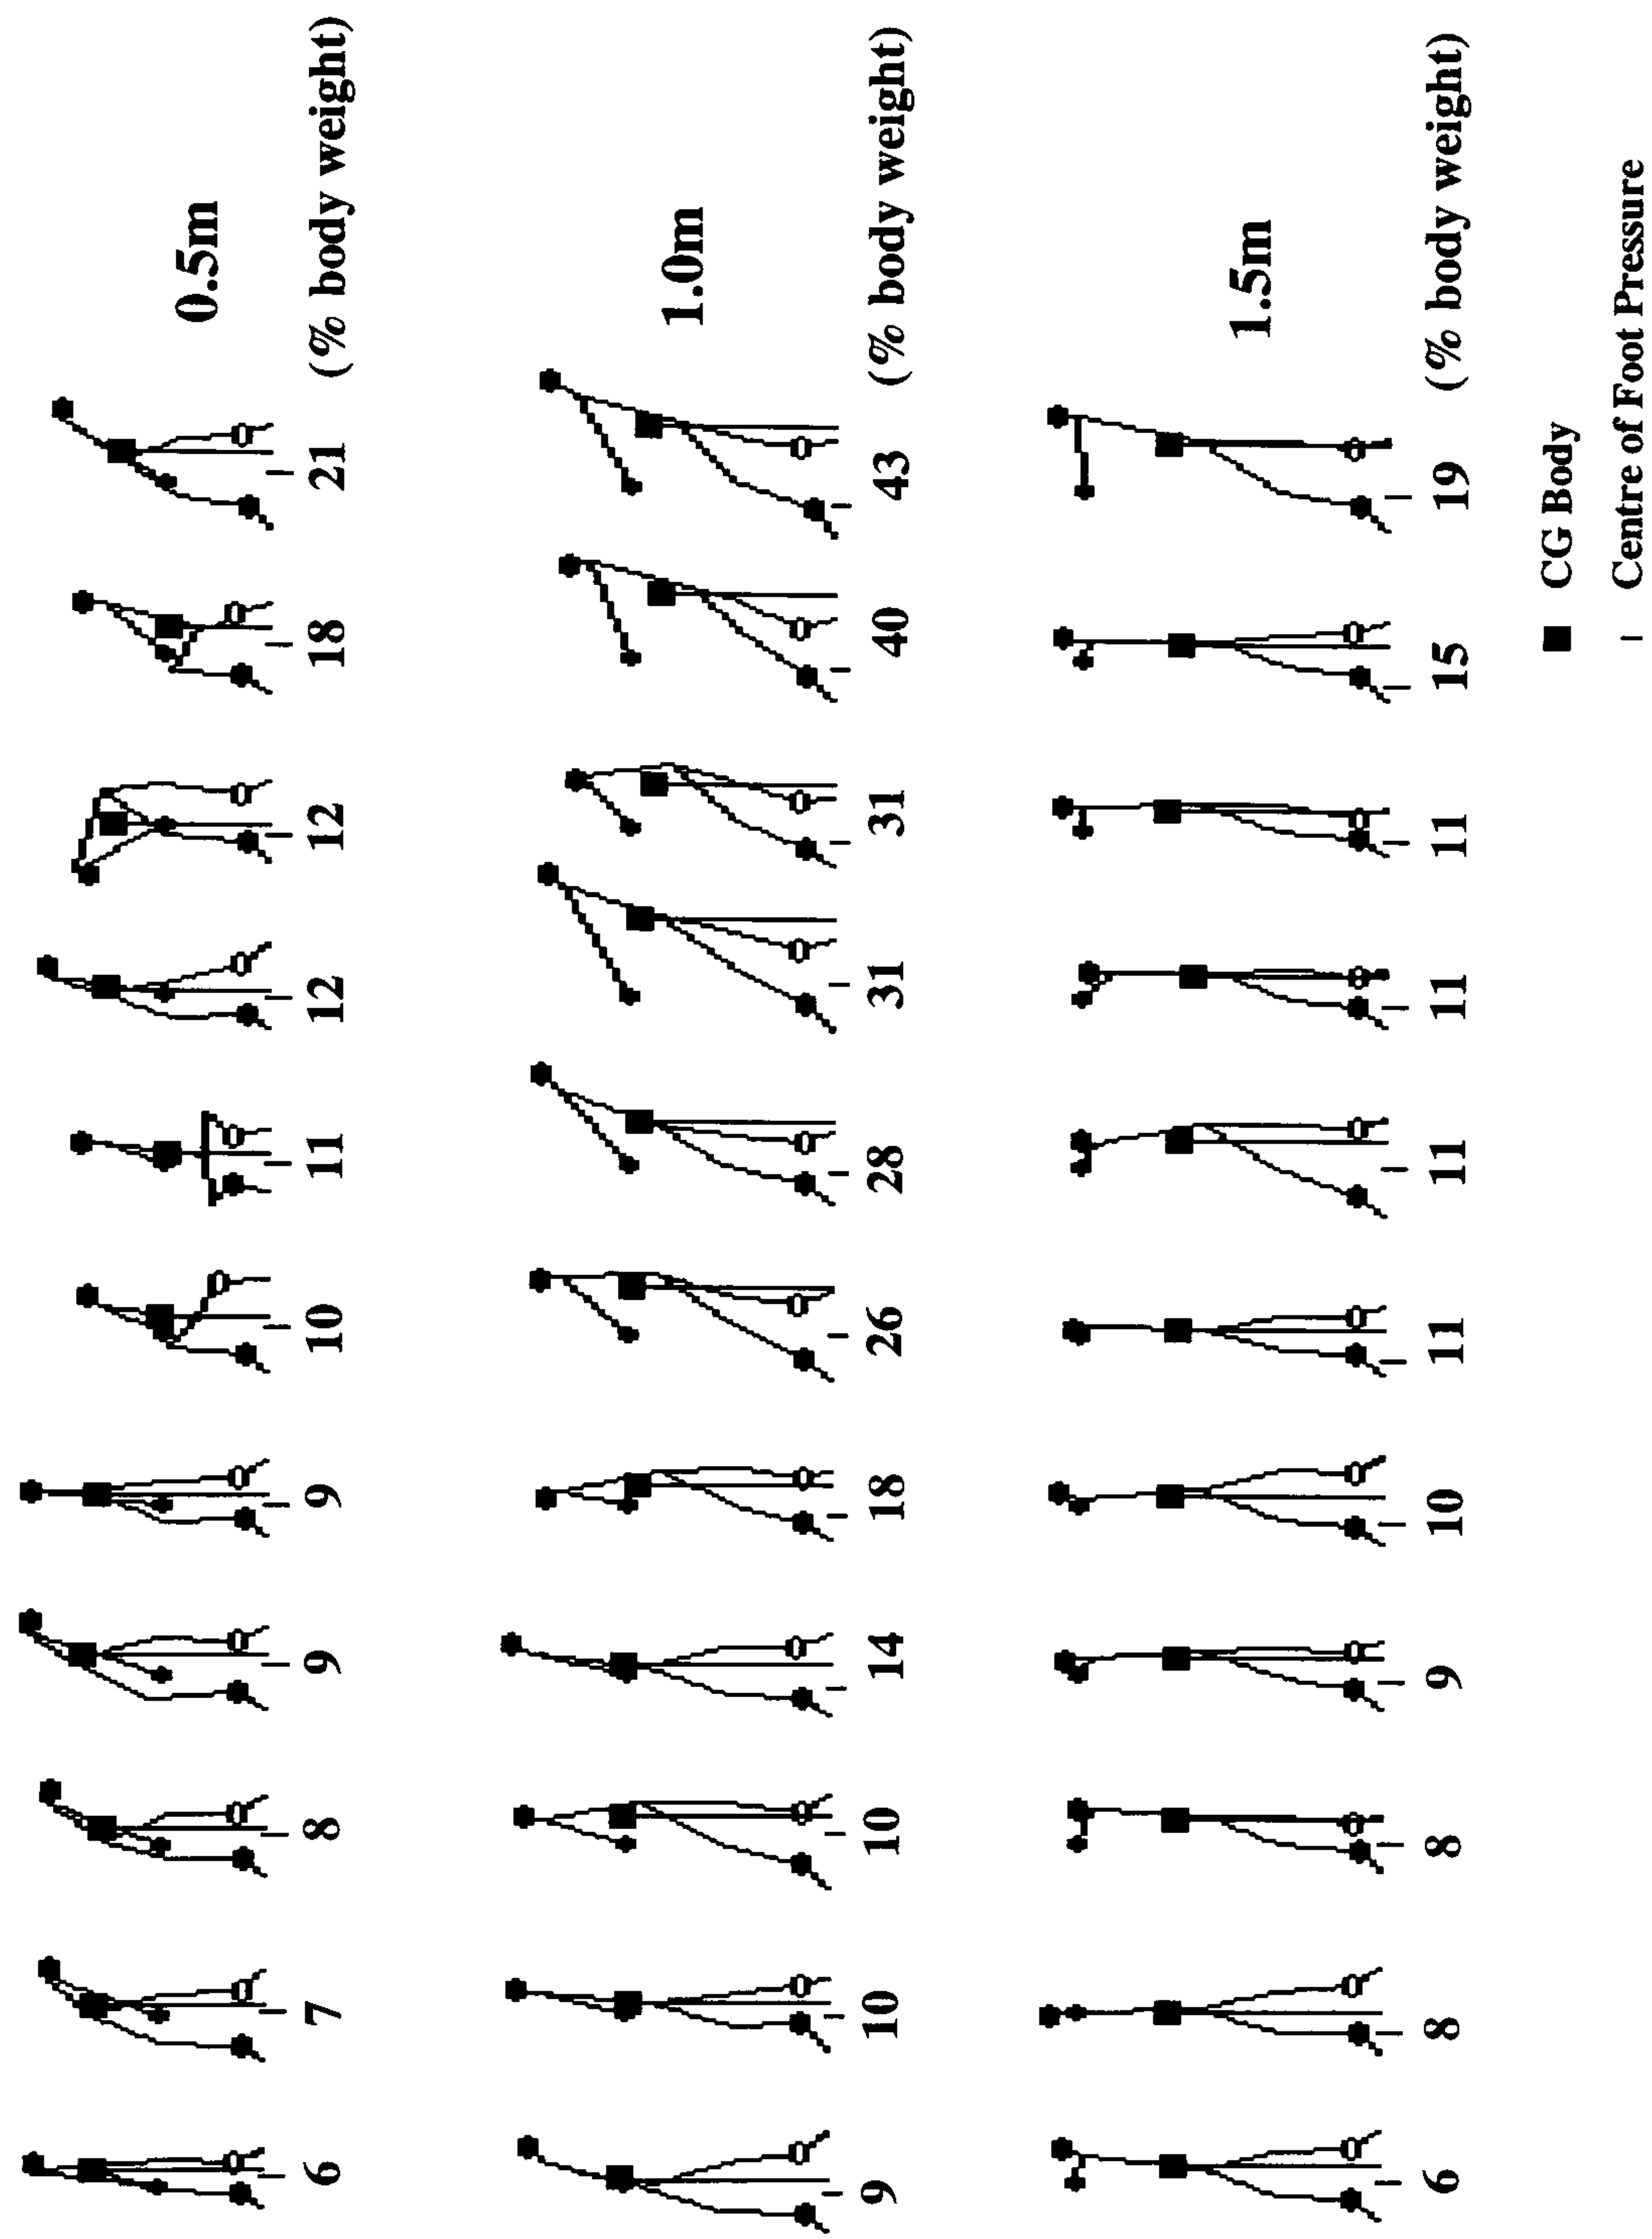 0.5m
6 7 8 9 9 10 11 12 12 18 21 (% body weight)
1.0m
9 10 10 14 18 26 28 31 31 40 43 (% body weight)
1.5m
6 8 8 9 10 11 11 11 11 15 19 (% body weight)
CG Body
Centre of Foot Pressure